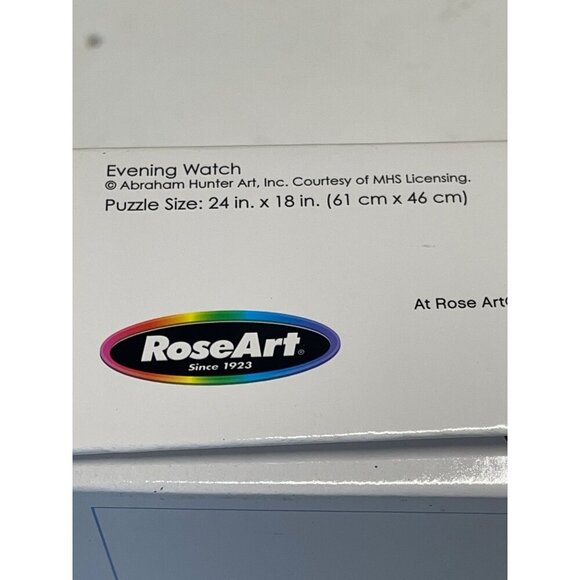 Evening Watch
© Abraham Hunter Art, Inc. Courtesy of MHS Licensing.
Puzzle Size: 24 in. x 18 in. (61 cm x 46 cm)
At Rose Art
RoseArt®
Since 1923